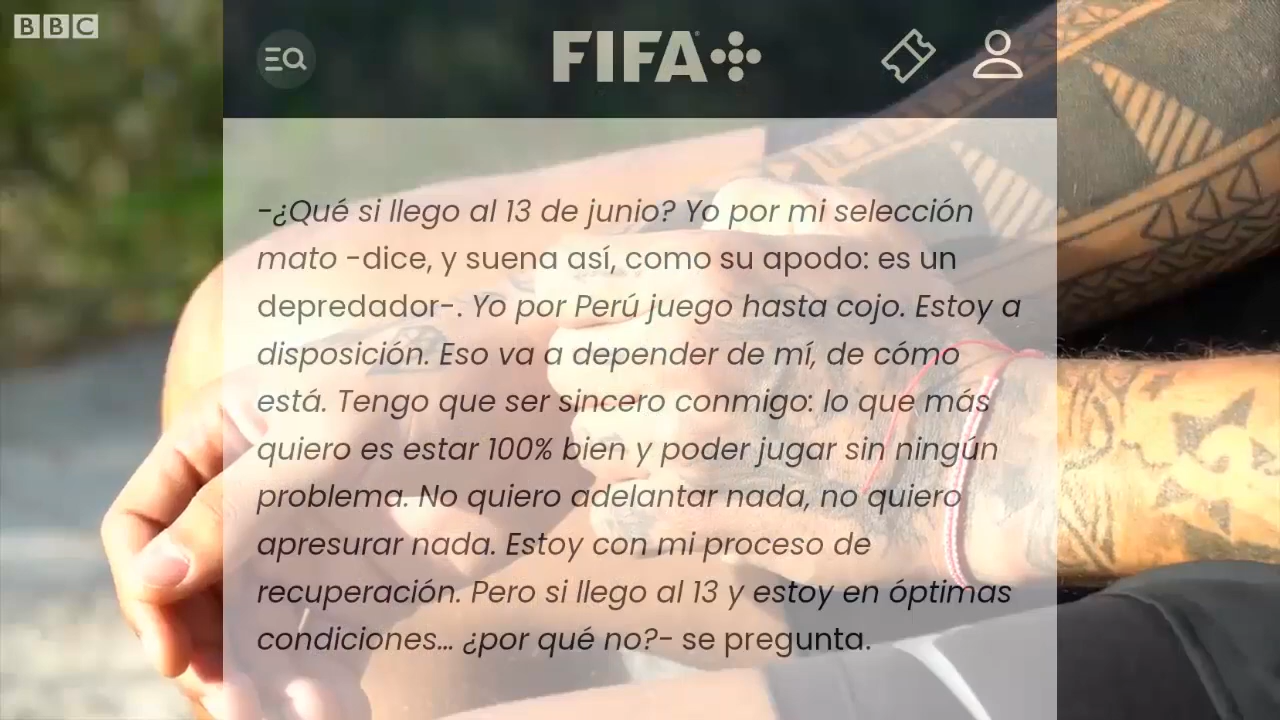 BBC
FIFA+
-¿Qué si llego al 13 de junio? Yo por mi selección
mato -dice, y suena así, como su apodo: es un
depredador-. Yo por Perú juego hasta cojo. Estoy a
disposición. Eso va a depender de mí, de cómo
está. Tengo que ser sincero conmigo: lo que más
quiero es estar 100% bien y poder jugar sin ningún
problema. No quiero adelantar nada, no quiero
apresurar nada. Estoy con mi proceso de
recuperación. Pero si llego al 13 y estoy en óptimas
condiciones... ¿por qué no?- se pregunta.